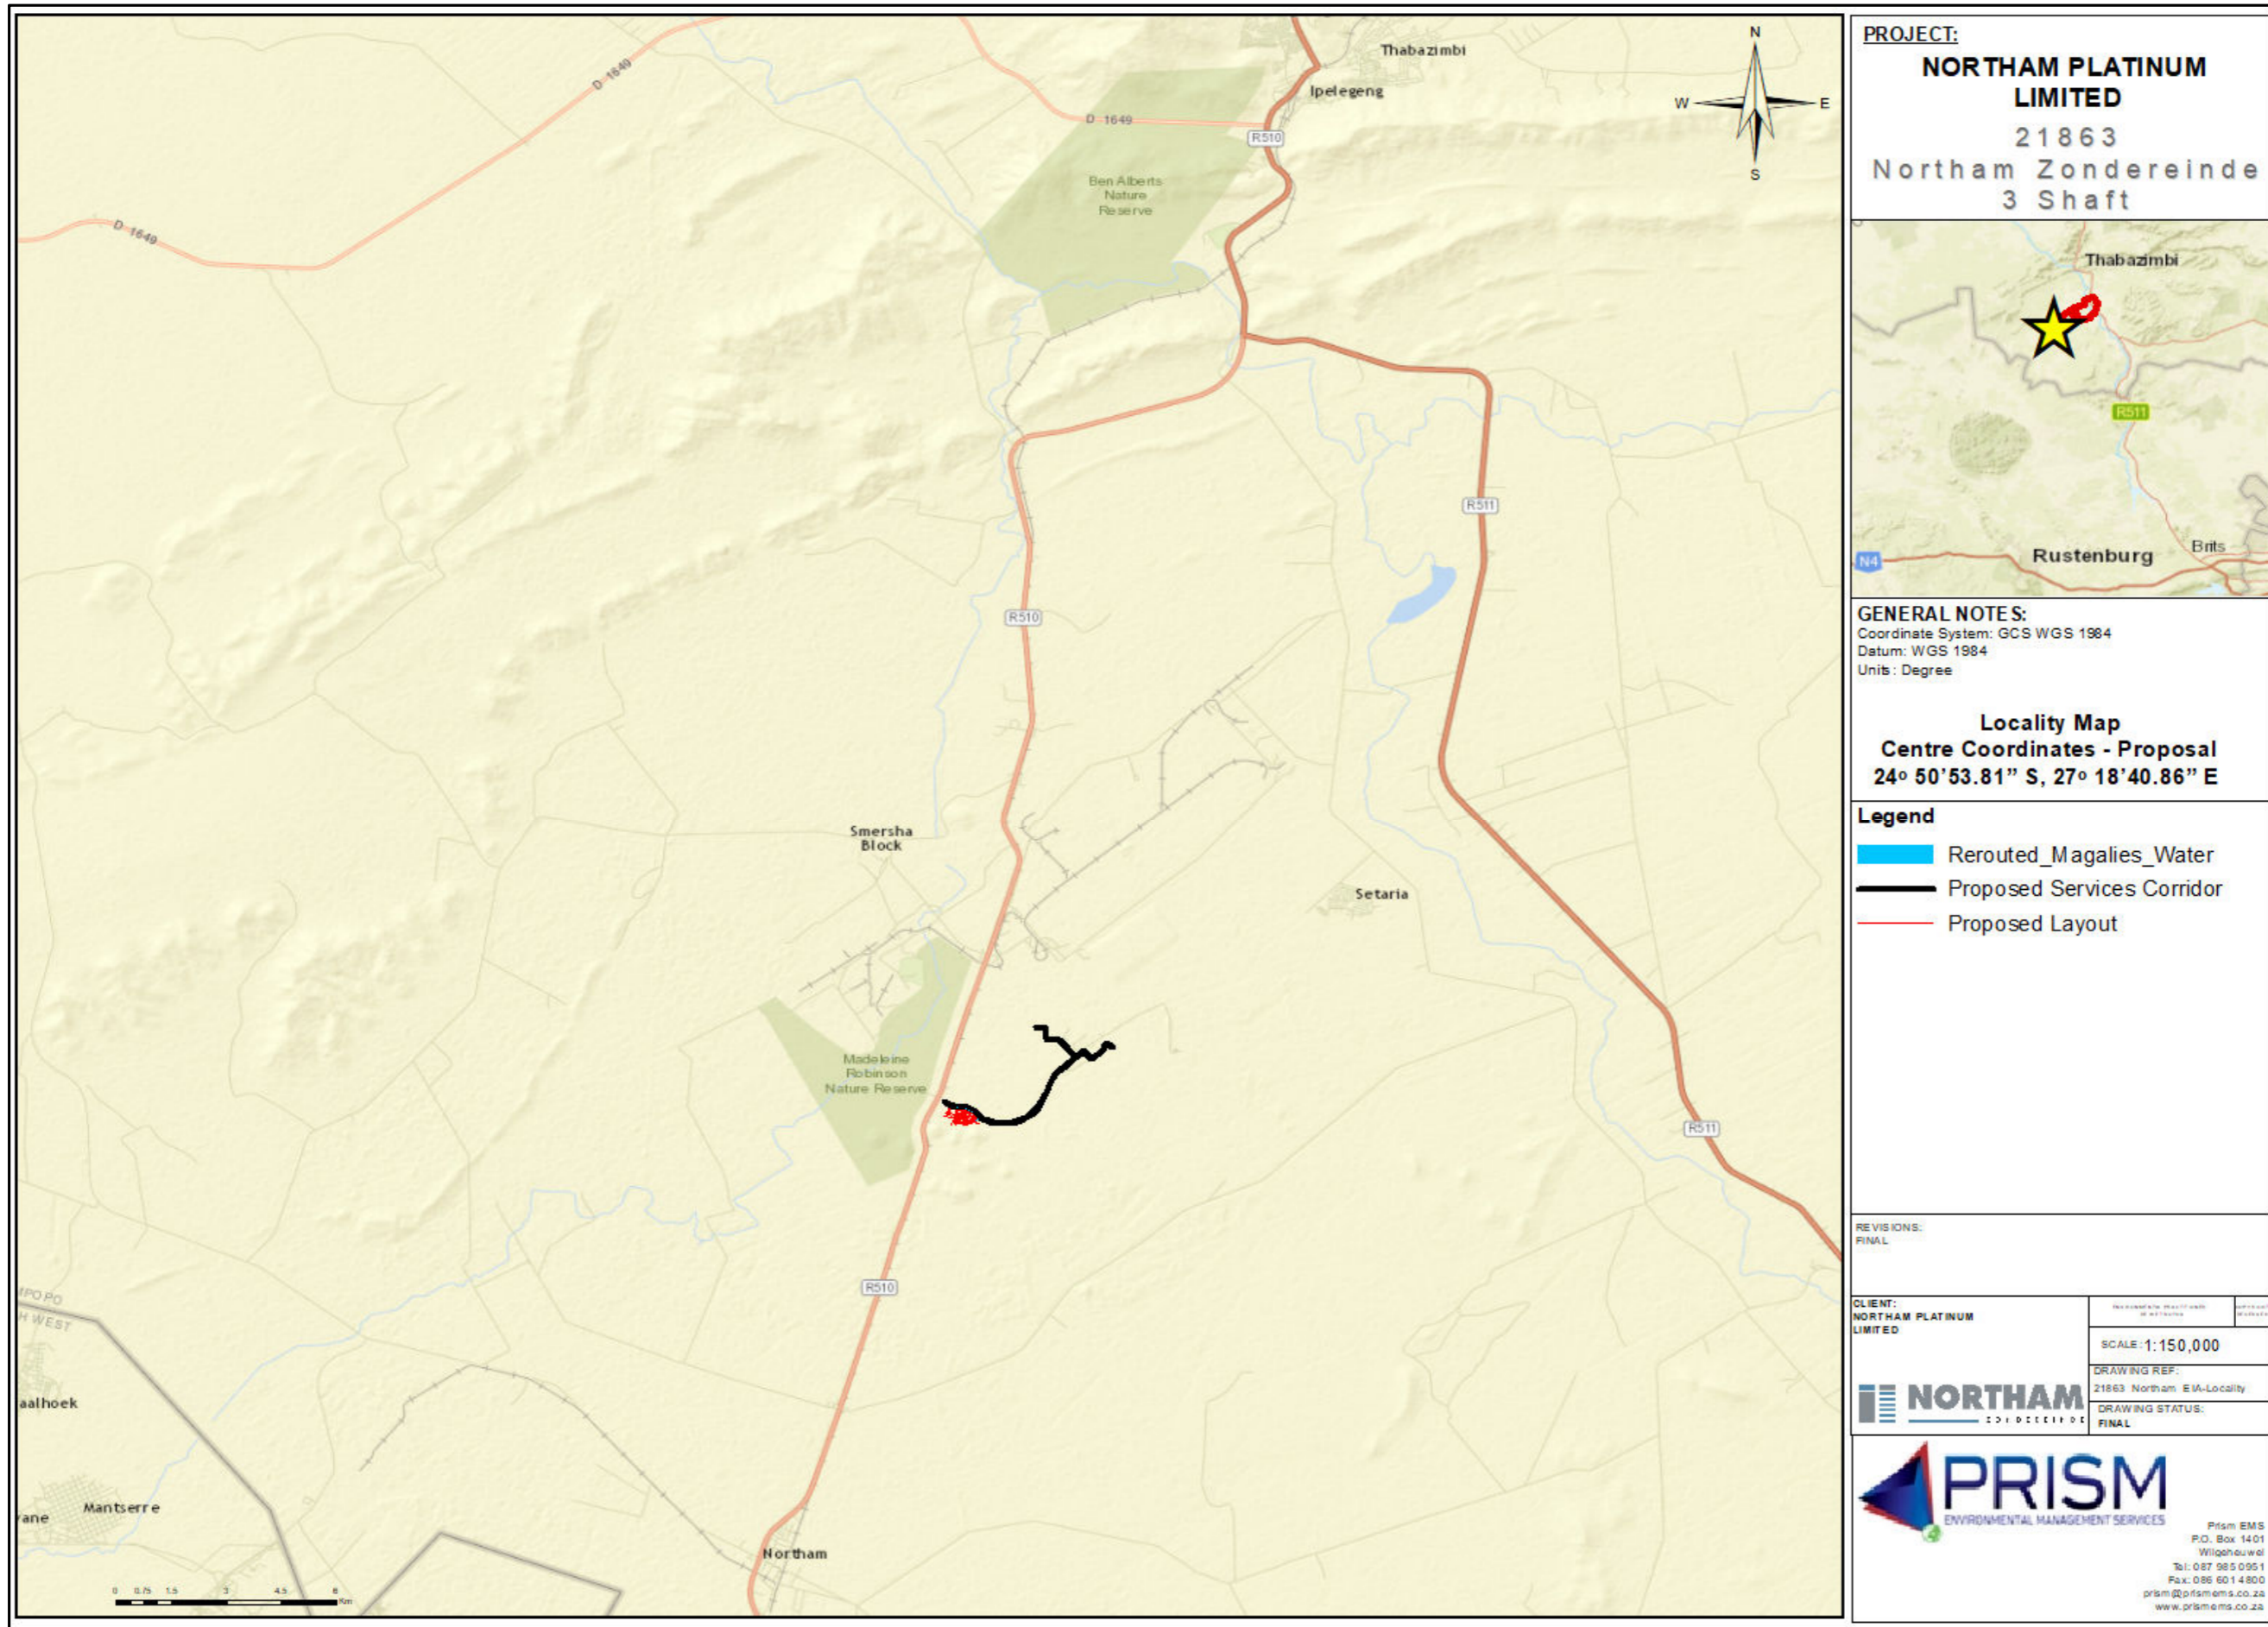 Thabazimbi
Ipelegeng
D 1649
D 1649
R510
N
W
E
S
Ben Alberts
Nature
Reserve
D 1649
R511
R510
Smersha
Block
Setaria
Madeleine
Robinson
Nature Reserve
R511
R510
MPOPO
H WEST
aalhoek
Mantserre
ane
Northam
0 0.75 1.5 3 4.5 6
Km
PROJECT:
NORTHAM PLATINUM
LIMITED
21863
Northam Zondereinde
3 Shaft
Thabazimbi
R511
N4
Rustenburg
Brits
GENERAL NOTES:
Coordinate System: GCS WGS 1984
Datum: WGS 1984
Units: Degree
Locality Map
Centre Coordinates - Proposal
24o 50'53.81” S, 27o 18'40.86” E
Legend
Rerouted_Magalies_Water
Proposed Services Corridor
Proposed Layout
REVISIONS:
FINAL
CLIENT:
NORTHAM PLATINUM
LIMITED
SCALE: 1:150,000
DRAWING REF:
21863 Northam EIA-Locality
DRAWING STATUS:
FINAL
NORTHAM
PRISM
ENVIRONMENTAL MANAGEMENT SERVICES
Prism EMS
P.O. Box 1401
Wilgeheuwel
Tel: 087 985 0951
Fax: 086 601 4800
prism@prismems.co.za
www.prismems.co.za